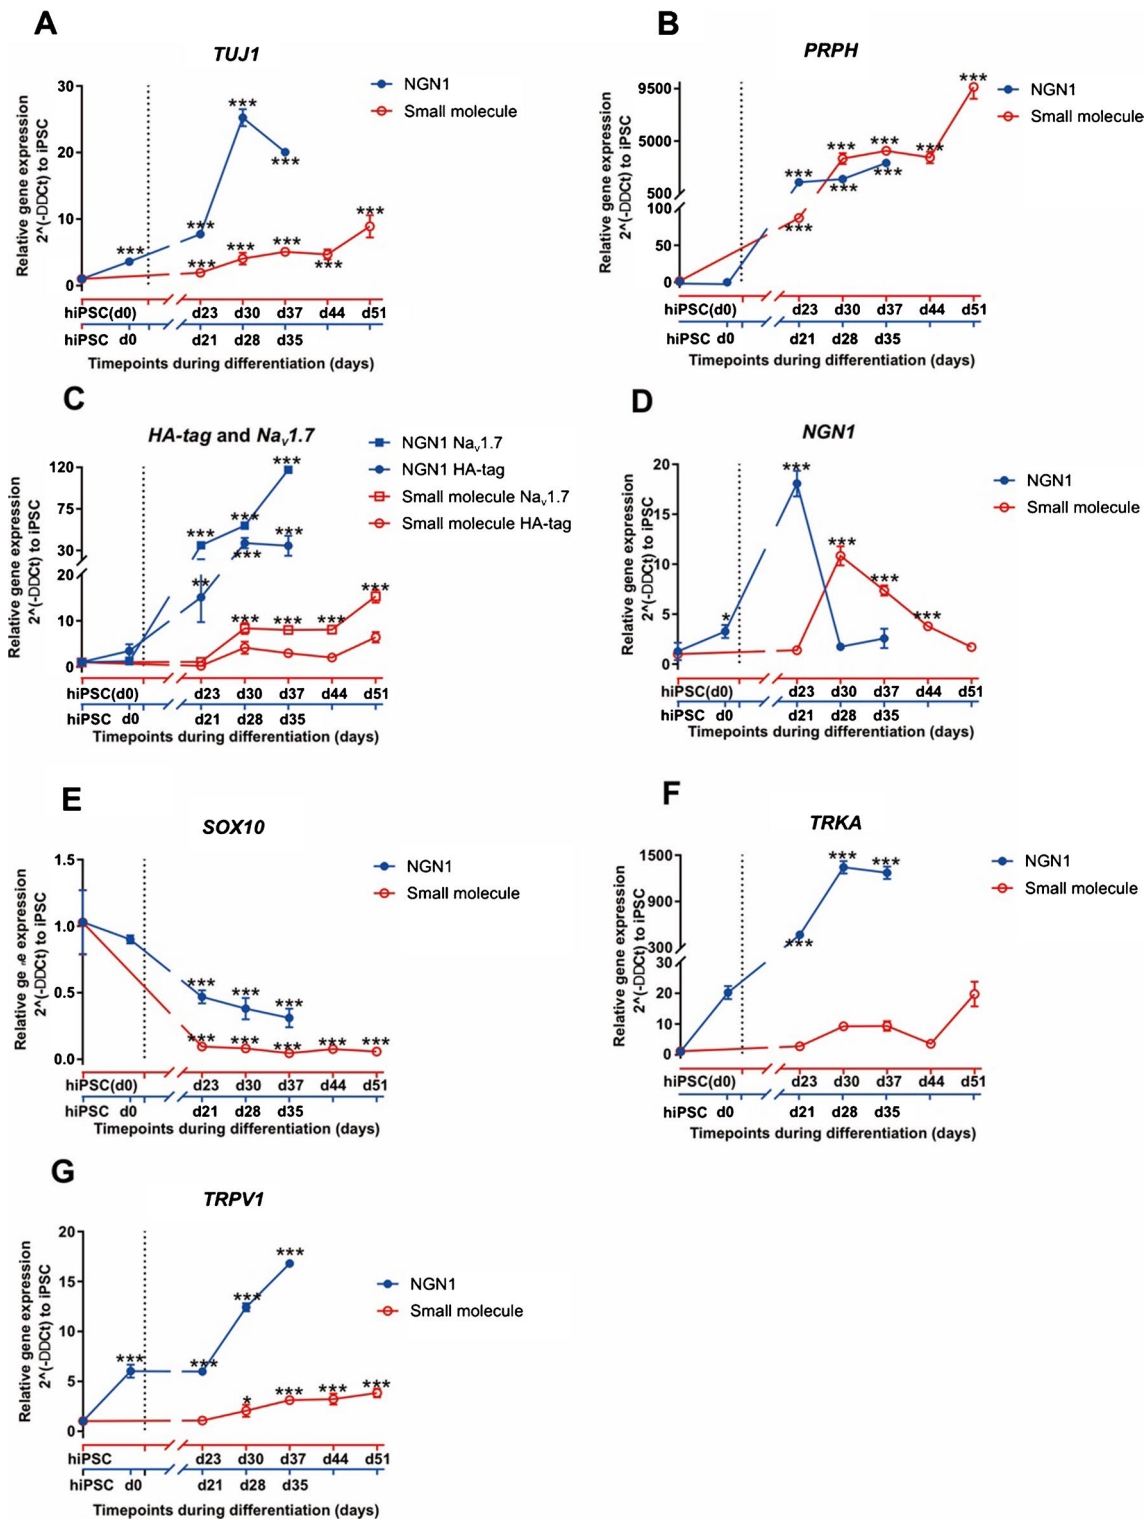 A
TUJ1
Relative gene expression
2^(-DDCt) to iPSC
30
20
10
0
NGN1
Small molecule
***
***
***
***
***
***
***
***
***
hiPSC(d0) d23 d30 d37 d44 d51
hiPSC d0 d21 d28 d35
Timepoints during differentiation (days)
B
PRPH
Relative gene expression
2^(-DDCt) to iPSC
9500
5000
500
100
50
0
NGN1
Small molecule
***
***
***
***
***
***
***
***
hiPSC(d0) d23 d30 d37 d44 d51
hiPSC d0 d21 d28 d35
Timepoints during differentiation (days)
C
HA-tag and Nav1.7
Relative gene expression
2^(-DDCt) to iPSC
120
75
30
20
10
0
NGN1 Nav1.7
NGN1 HA-tag
Small molecule Nav1.7
Small molecule HA-tag
***
***
***
***
***
**
***
***
***
***
hiPSC(d0) d23 d30 d37 d44 d51
hiPSC d0 d21 d28 d35
Timepoints during differentiation (days)
D
NGN1
Relative gene expression
2^(-DDCt) to iPSC
20
15
10
5
0
NGN1
Small molecule
***
*
***
***
***
hiPSC(d0) d23 d30 d37 d44 d51
hiPSC d0 d21 d28 d35
Timepoints during differentiation (days)
E
SOX10
Relative expression
2^(-DDCt) to iPSC
1.5
1.0
0.5
0.0
NGN1
Small molecule
***
***
***
***
***
***
***
***
hiPSC(d0) d23 d30 d37 d44 d51
hiPSC d0 d21 d28 d35
Timepoints during differentiation (days)
F
TRKA
Relative gene expression
2^(-DDCt) to iPSC
1500
900
300
30
20
10
0
NGN1
Small molecule
***
***
***
hiPSC(d0) d23 d30 d37 d44 d51
hiPSC d0 d21 d28 d35
Timepoints during differentiation (days)
G
TRPV1
Relative gene expression
2^(-DDCt) to iPSC
20
15
10
5
0
NGN1
Small molecule
***
***
***
***
*
***
***
***
hiPSC d23 d30 d37 d44 d51
hiPSC d0 d21 d28 d35
Timepoints during differentiation (days)